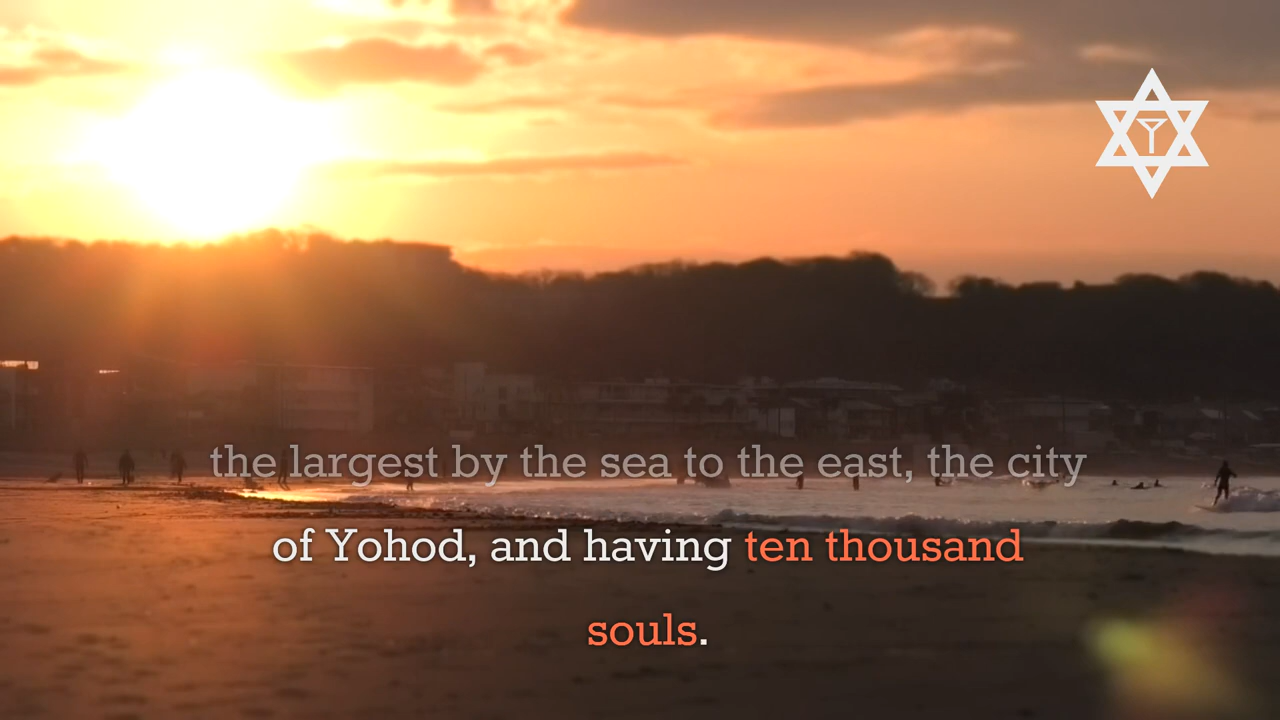 the largest by the sea to the east, the city
of Yohod, and having ten thousand
souls.